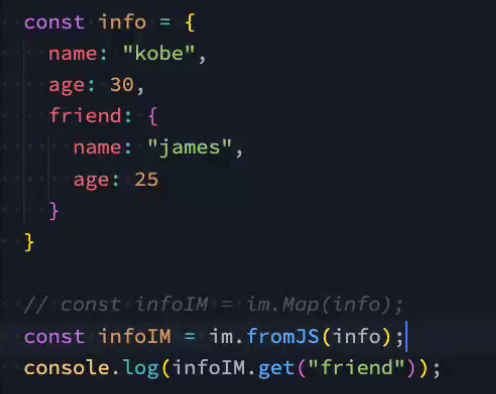 const info = {
  name: "kobe",
  age: 30,
  friend: {
    name: "james",
    age: 25
  }
}
// const infoIM = im.Map(info);
const infoIM = im.fromJS(info);
console.log(infoIM.get("friend"));